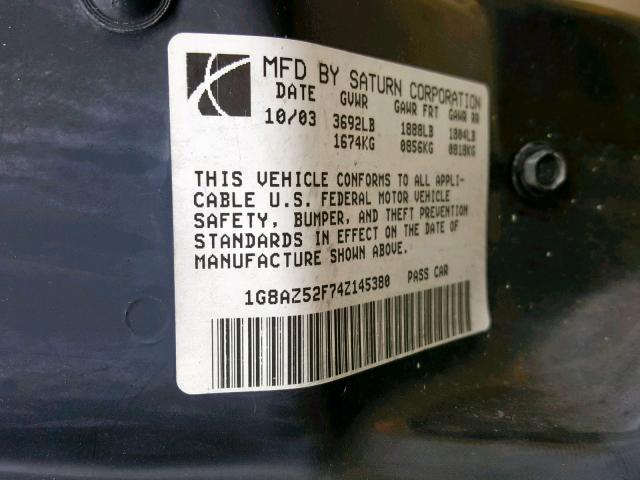 MFD BY SATURN CORPORATION
DATE GVWR GAWR FRT GAWR RR
10/03 3692LB 1888LB 1804LB
1674KG 0856KG 0818KG
THIS VEHICLE CONFORMS TO ALL APPLI-
CABLE U.S. FEDERAL MOTOR VEHICLE
SAFETY, BUMPER, AND THEFT PREVENTION
STANDARDS IN EFFECT ON THE DATE OF
MANUFACTURE SHOWN ABOVE.
1G8AZ52F74Z145380 PASS CAR